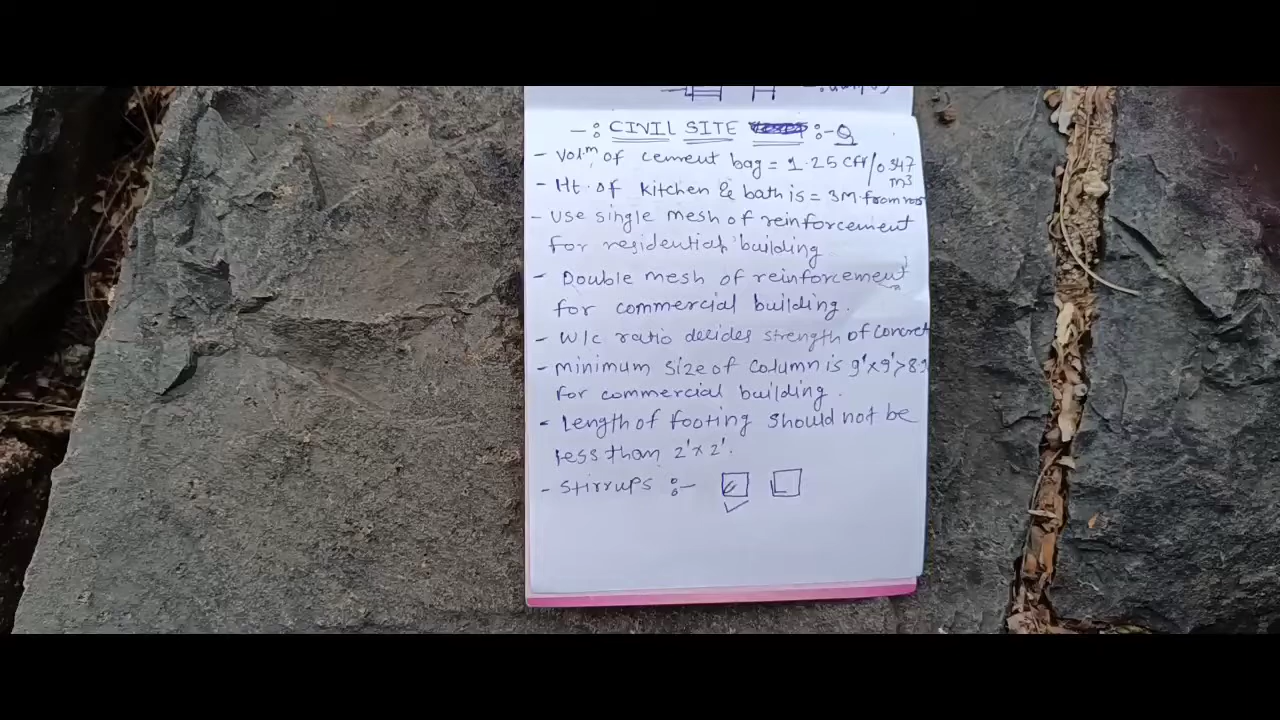 -: CIVIL SITE :-
- Volm of cement bag = 1.25 cft/0.347 m3
- Ht. of kitchen & bath is = 3M from
- Use single mesh of reinforcement
for residential building
- Double mesh of reinforcement
for commercial building.
- W/c ratio decides strength of concret
- minimum size of column is 9'x9'>8.
for commercial building.
- Length of footing should not be
less than 2'x2'.
- Stirrups :-